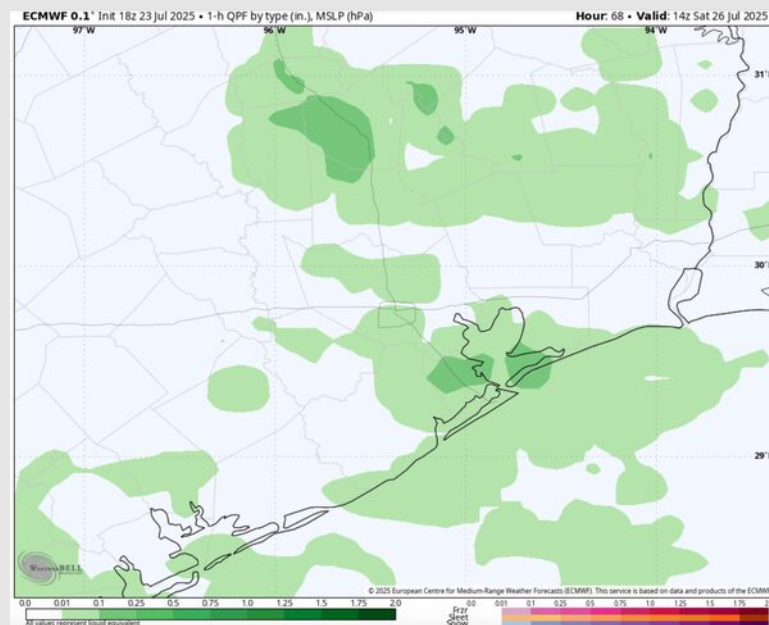 ECMWF 0.1° Init 18z 23 Jul 2025 • 1-h QPF by type (in.), MSLP (hPa) Hour: 68 • Valid: 14z Sat 26 Jul 2025
97°W 96°W 95°W 94°W
31°
30°
29°
WeatherBELL
© 2025 European Centre for Medium-Range Weather Forecasts (ECMWF). This service is based on data and products of the ECMWF
0.0 0.01 0.1 0.25 0.5 0.75 1.0 1.25 1.5 1.75 2.0
0.0 0.01 0.1 0.25 0.5 0.75 1.0 1.25 1.5 1.75 2
All values represent liquid equivalent
Frzr
Sleet
Snow